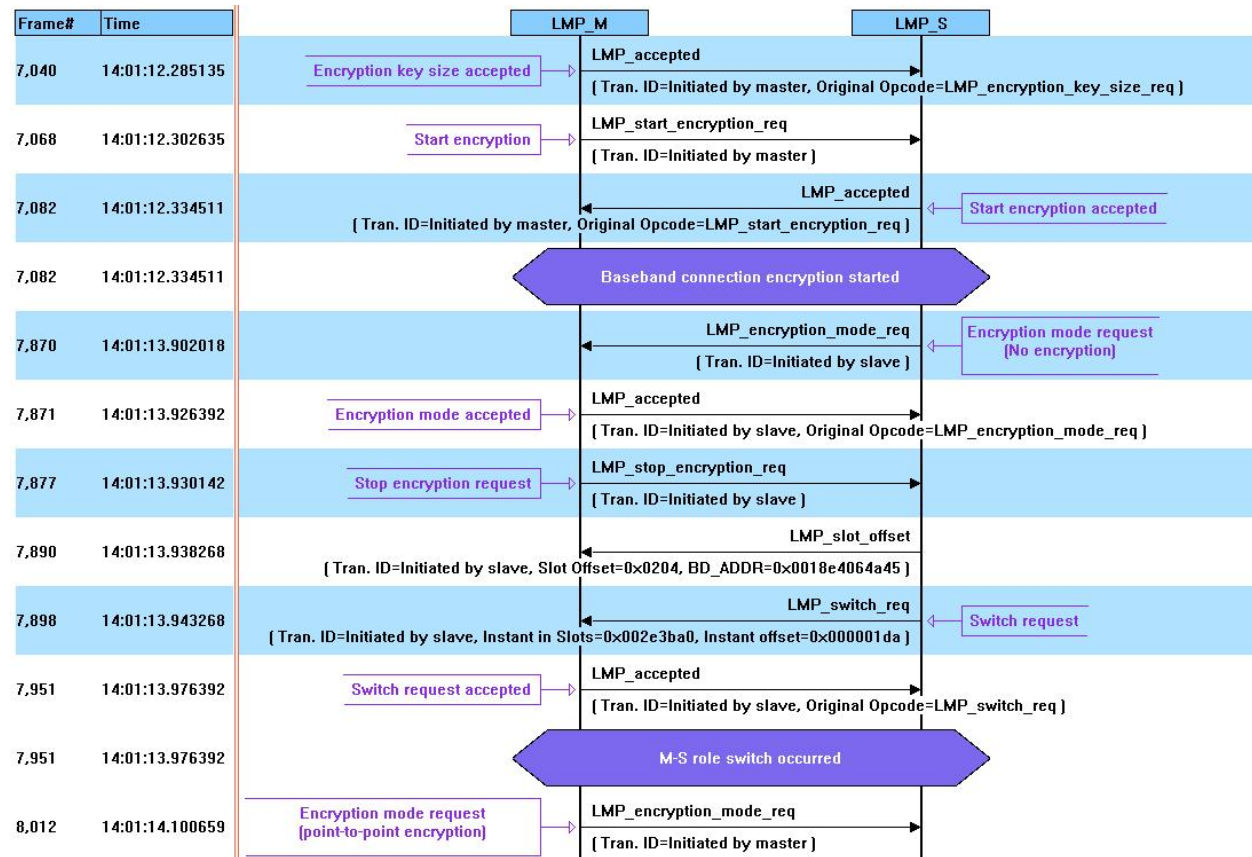 Frame# Time LMP_M LMP_S
LMP_accepted
7,040 14:01:12.285135 Encryption key size accepted
( Tran. ID=Initiated by master, Original Opcode=LMP_encryption_key_size_req )
LMP_start_encryption_req
7,068 14:01:12.302635 Start encryption
( Tran. ID=Initiated by master )
LMP_accepted
7,082 14:01:12.334511 Start encryption accepted
( Tran. ID=Initiated by master, Original Opcode=LMP_start_encryption_req )
7,082 14:01:12.334511 Baseband connection encryption started
LMP_encryption_mode_req
7,870 14:01:13.902018 Encryption mode request
(No encryption)
( Tran. ID=Initiated by slave )
LMP_accepted
7,871 14:01:13.926392 Encryption mode accepted
( Tran. ID=Initiated by slave, Original Opcode=LMP_encryption_mode_req )
LMP_stop_encryption_req
7,877 14:01:13.930142 Stop encryption request
( Tran. ID=Initiated by slave )
LMP_slot_offset
7,890 14:01:13.938268
( Tran. ID=Initiated by slave, Slot Offset=0x0204, BD_ADDR=0x0018e4064a45 )
LMP_switch_req
7,898 14:01:13.943268 Switch request
( Tran. ID=Initiated by slave, Instant in Slots=0x002e3ba0, Instant offset=0x000001da )
LMP_accepted
7,951 14:01:13.976392 Switch request accepted
( Tran. ID=Initiated by slave, Original Opcode=LMP_switch_req )
7,951 14:01:13.976392 M-S role switch occurred
Encryption mode request
(point-to-point encryption)
LMP_encryption_mode_req
8,012 14:01:14.100659
( Tran. ID=Initiated by master )